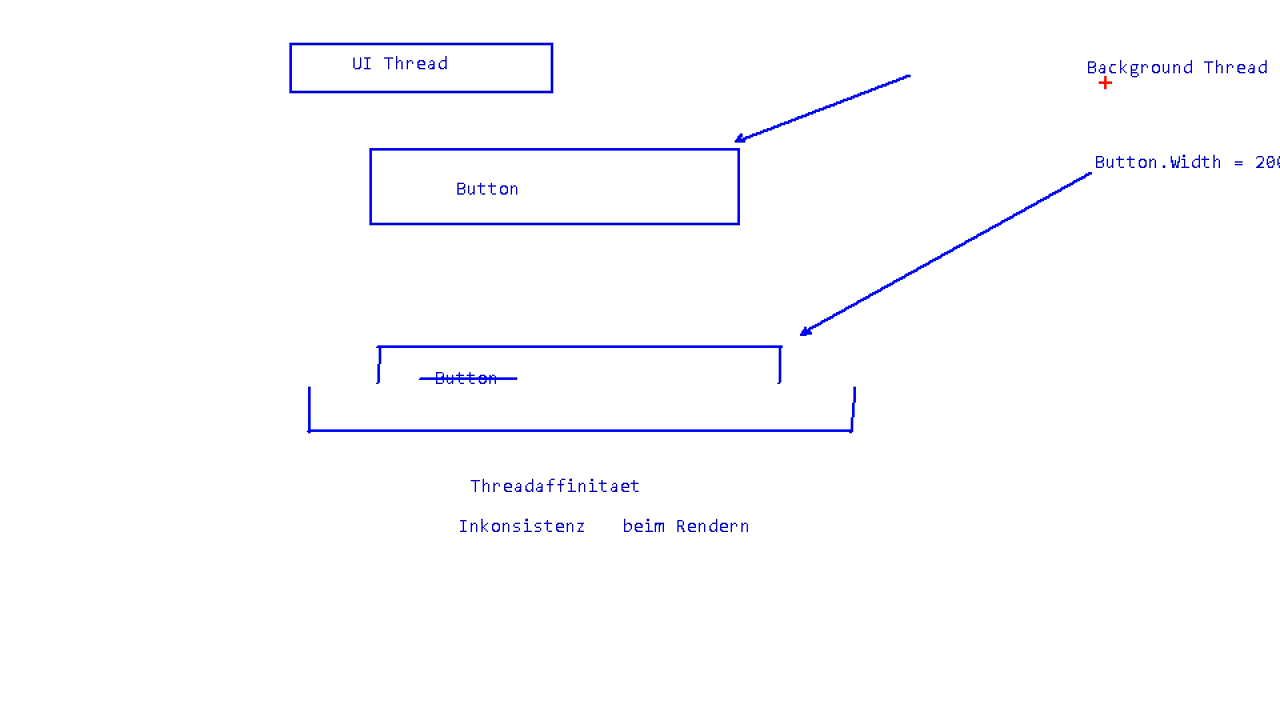 UI Thread
Background Thread
Button.Width = 200
Button
Button
Threadaffinitaet
Inkonsistenz beim Rendern